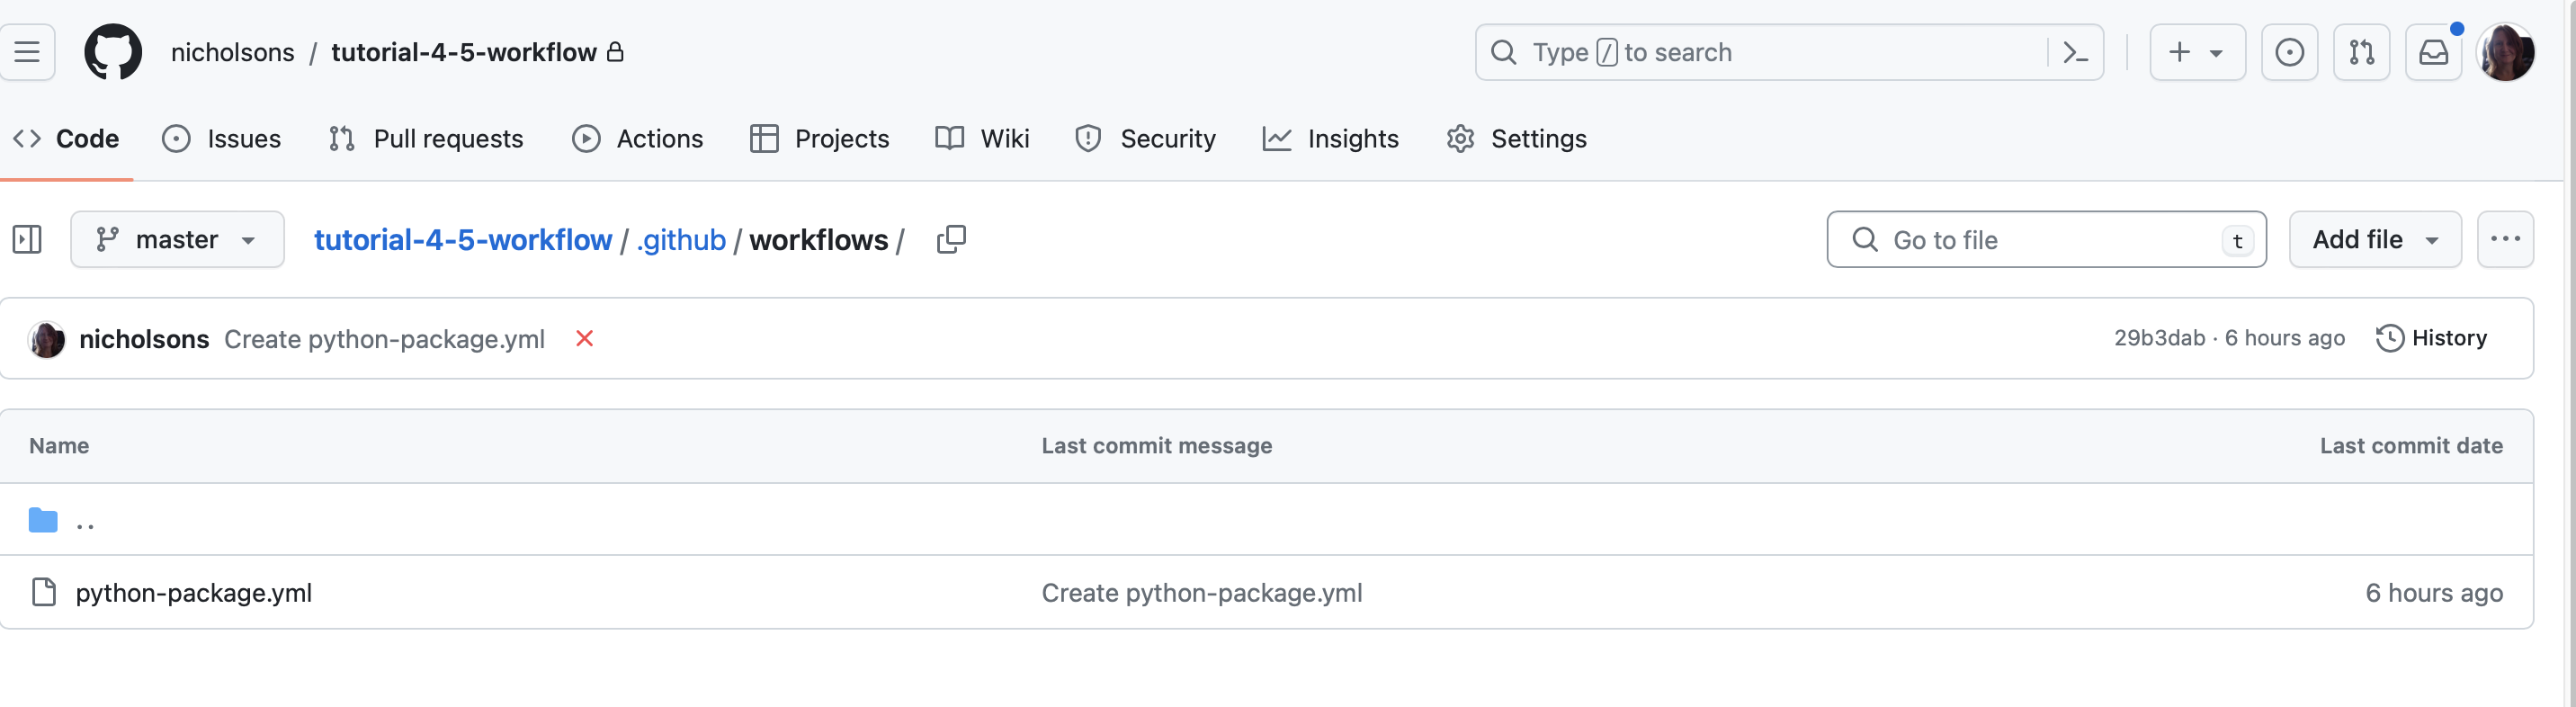 nicholsons / tutorial-4-5-workflow
Type / to search
Code Issues Pull requests Actions Projects Wiki Security Insights Settings
master tutorial-4-5-workflow / .github / workflows / Go to file t Add file
nicholsons Create python-package.yml 29b3dab · 6 hours ago History
Name Last commit message Last commit date
..
python-package.yml Create python-package.yml 6 hours ago